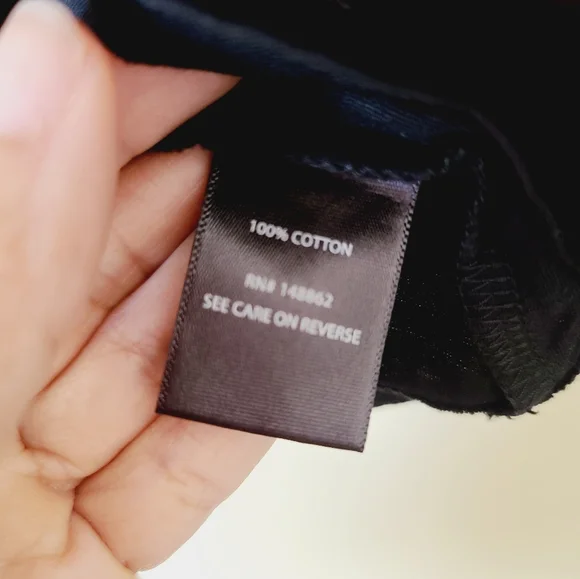 100% COTTON
RN# 148862
SEE CARE ON REVERSE